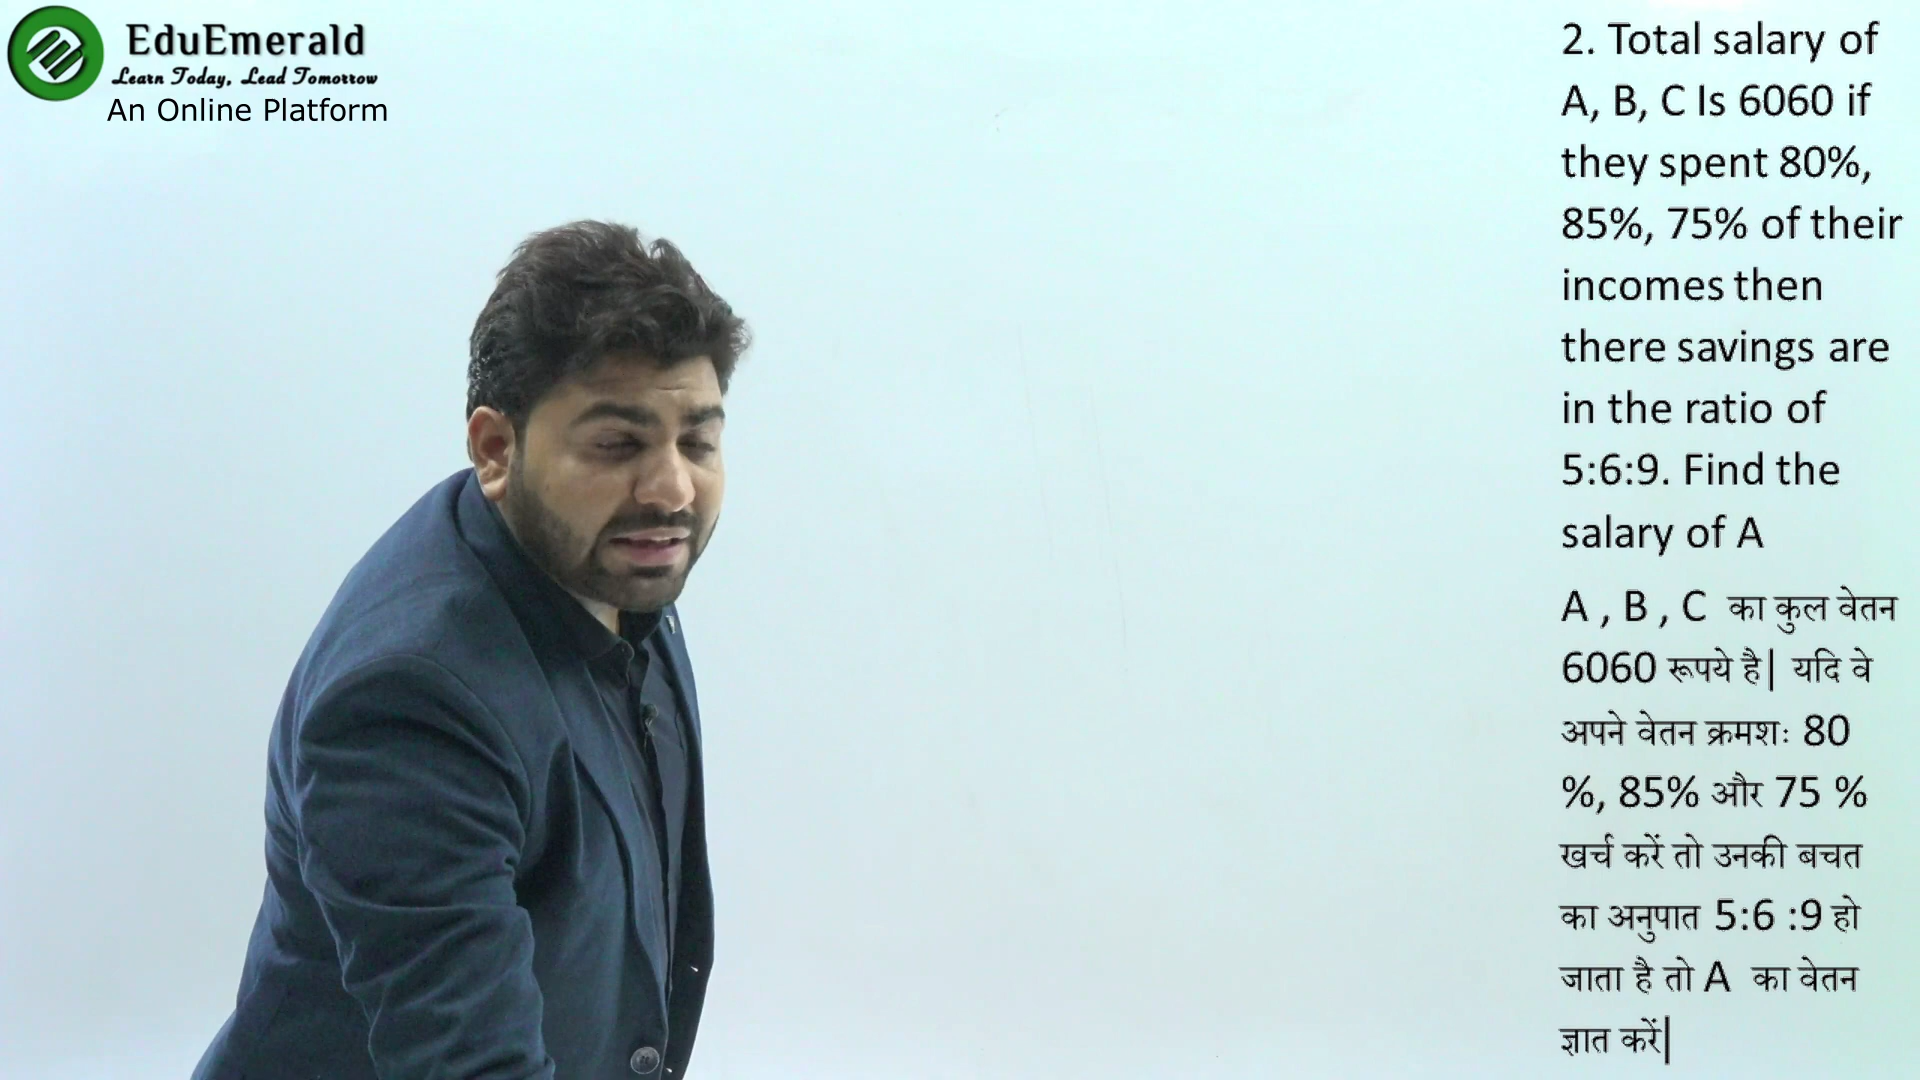 EduEmerald
Learn Today, Lead Tomorrow
An Online Platform
2. Total salary of
A, B, C Is 6060 if
they spent 80%,
85%, 75% of their
incomes then
there savings are
in the ratio of
5:6:9. Find the
salary of A
A , B , C का कुल वेतन
6060 रूपये है| यदि वे
अपने वेतन क्रमशः 80
%, 85% और 75 %
खर्च करें तो उनकी बचत
का अनुपात 5:6 :9 हो
जाता है तो A का वेतन
ज्ञात करें|